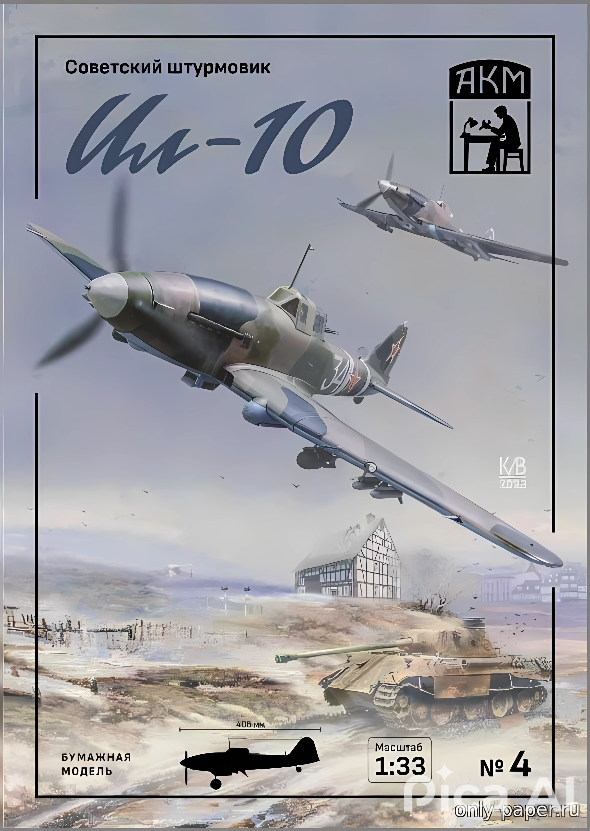 Советский штурмовик
АКМ
Ил-10
34
КВ
2023
406 мм
БУМАЖНАЯ
МОДЕЛЬ
Масштаб
1:33
№ 4
Pica AI
only-paper.ru